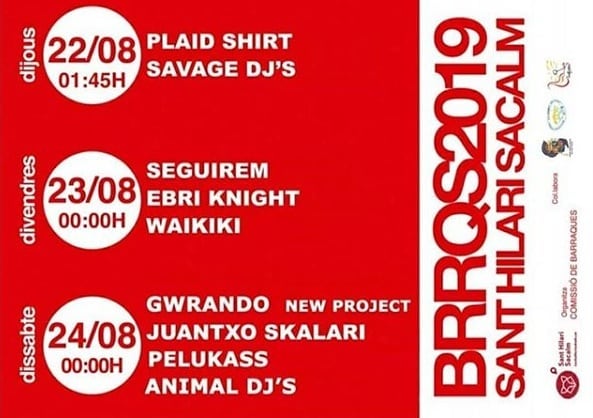 dijous
22/08
01:45H
PLAID SHIRT
SAVAGE DJ'S
divendres
23/08
00:00H
SEGUIREM
EBRI KNIGHT
WAIKIKI
dissabte
24/08
00:00H
GWRANDO NEW PROJECT
JUANTXO SKALARI
PELUKASS
ANIMAL DJ'S
BRRQS2019
SANT HILARI SACALM
Col.labora
Organitza
COMISSIÓ DE BARRAQUES
Sant Hilari
Sacalm